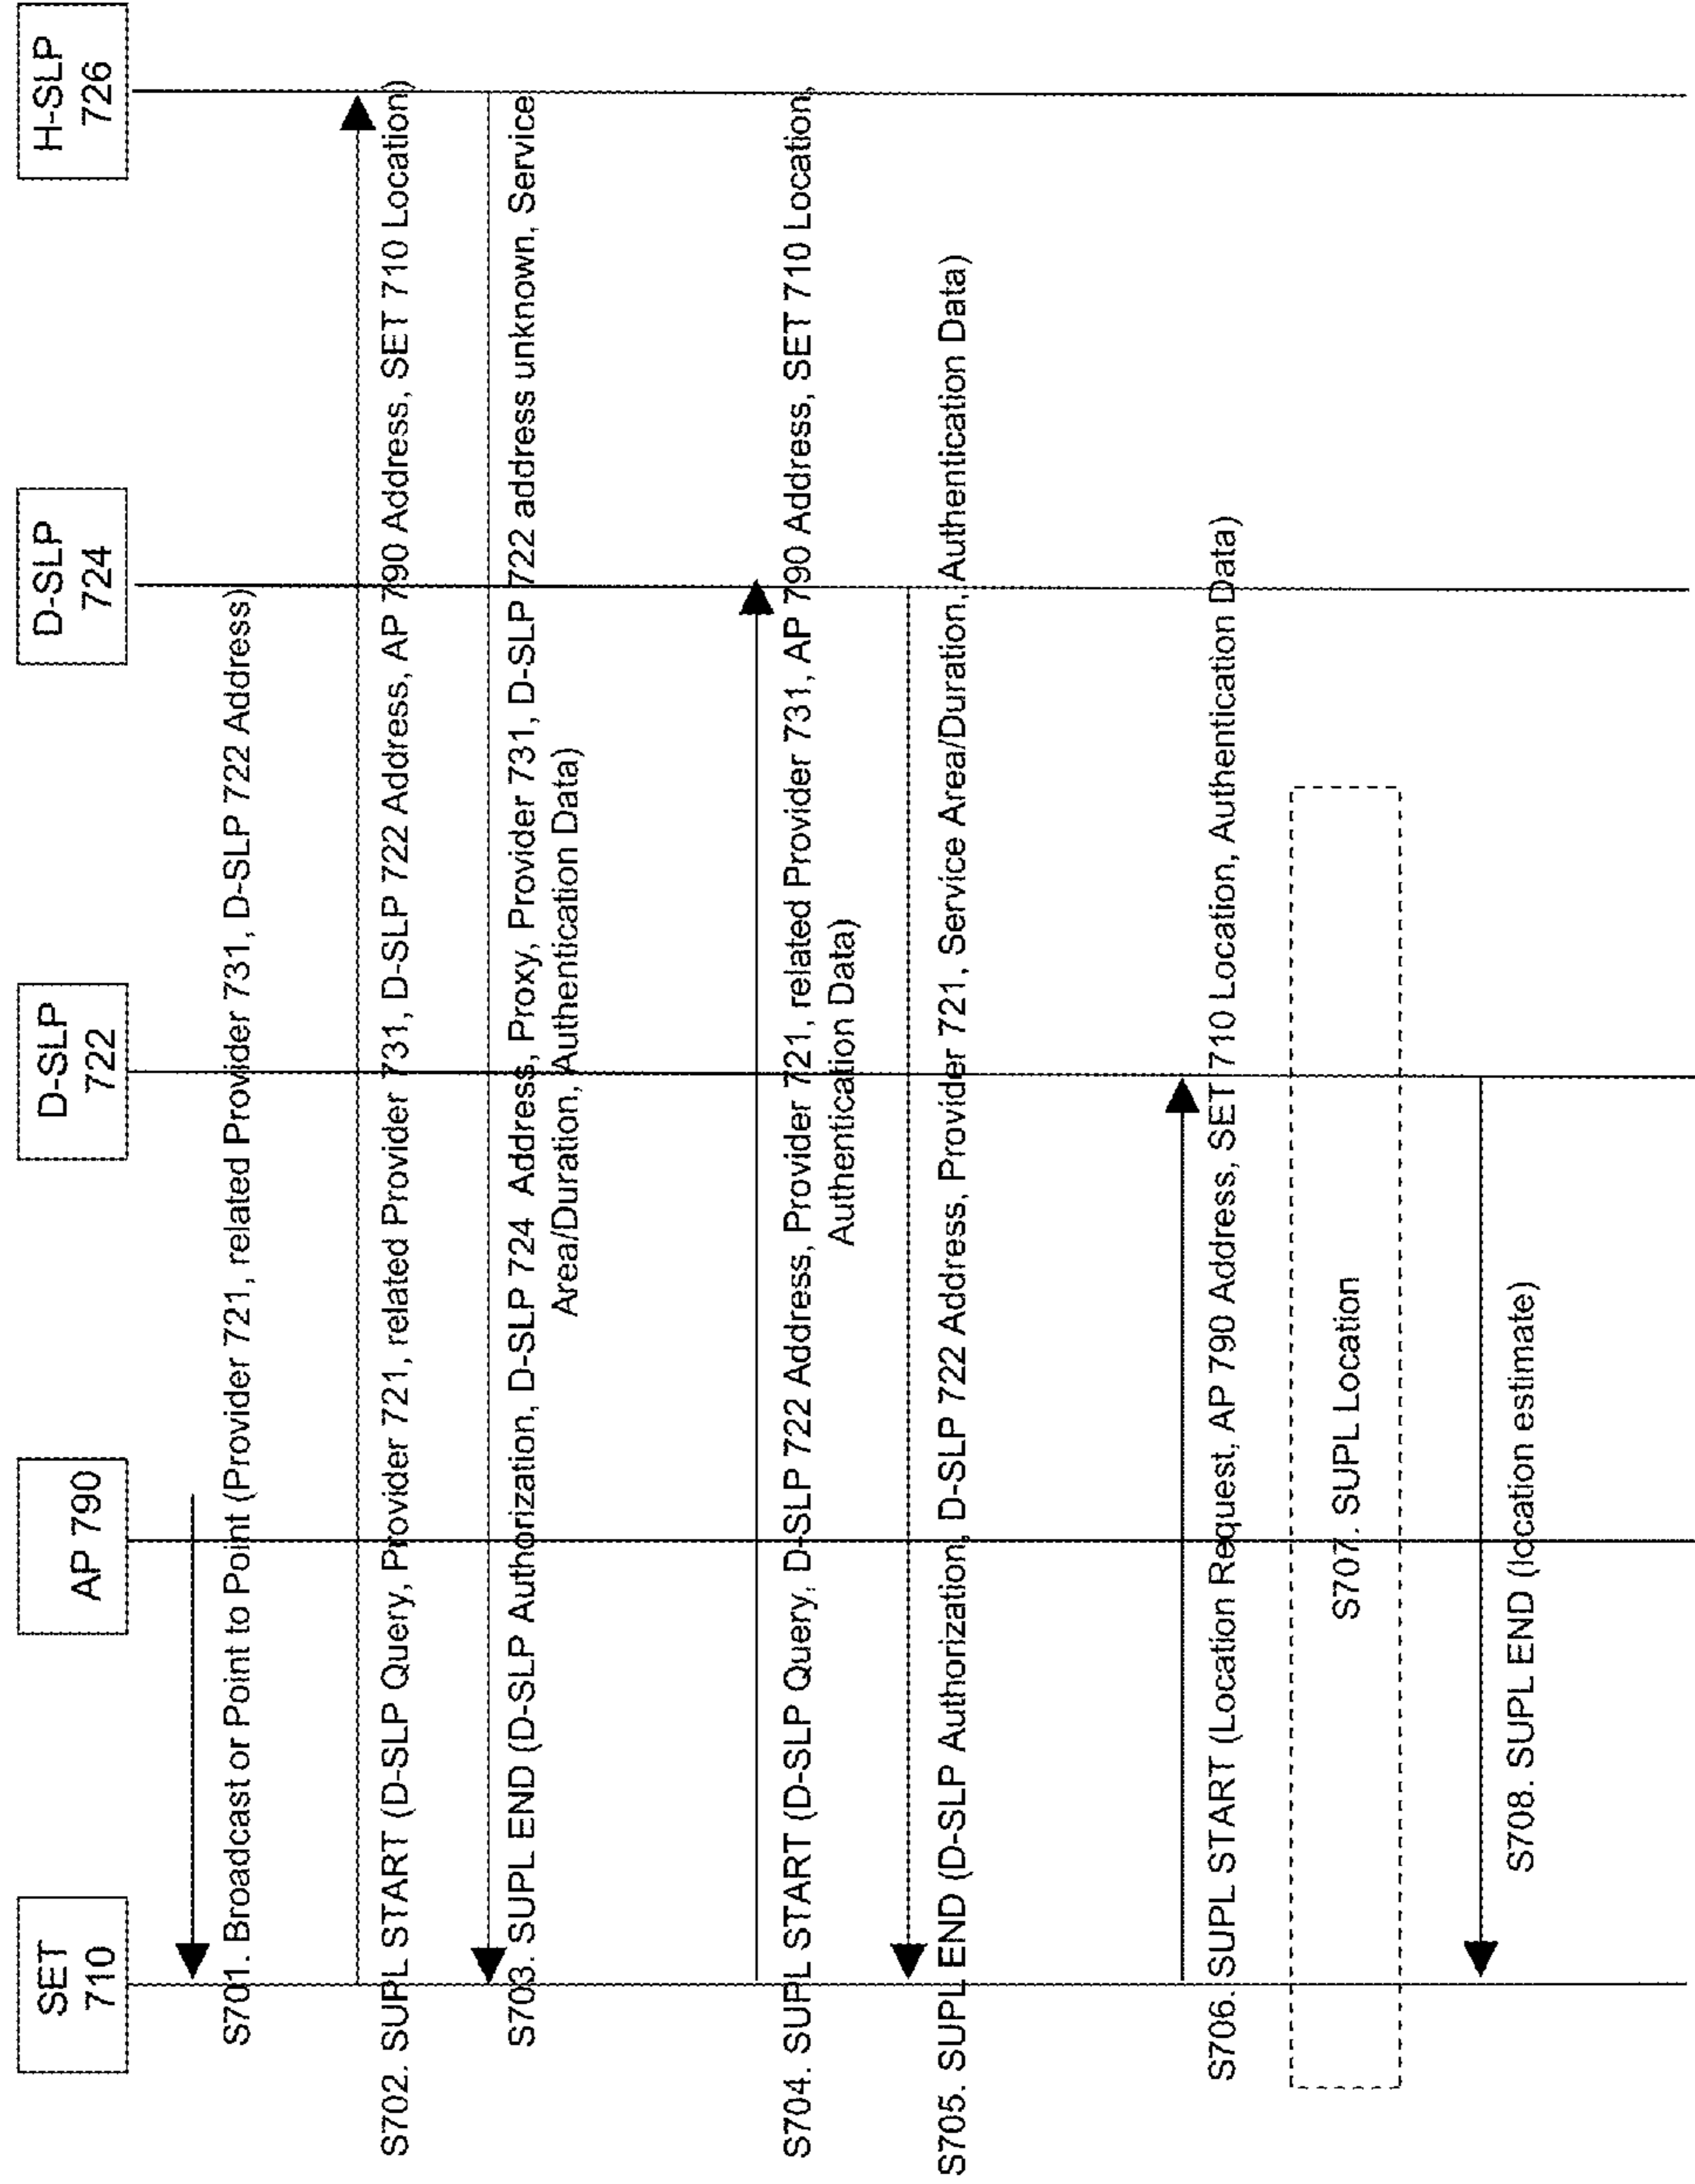 SET
710
AP 790
D-SLP
722
D-SLP
724
H-SLP
726
S701. Broadcast or Point to Point (Provider 721, related Provider 731, D-SLP 722 Address)
S702. SUPL START (D-SLP Query, Provider 721, related Provider 731, D-SLP 722 Address, AP 790 Address, SET 710 Location)
S703. SUPL END (D-SLP Authorization, D-SLP 724 Address, Proxy, Provider 731, D-SLP 722 address unknown, Service
Area/Duration, Authentication Data)
S704. SUPL START (D-SLP Query, D-SLP 722 Address, Provider 721, related Provider 731, AP 790 Address, SET 710 Location,
Authentication Data)
S705. SUPL END (D-SLP Authorization, D-SLP 722 Address, Provider 721, Service Area/Duration, Authentication Data)
S706. SUPL START (Location Request, AP 790 Address, SET 710 Location, Authentication Data)
S707. SUPL Location
S708. SUPL END (location estimate)